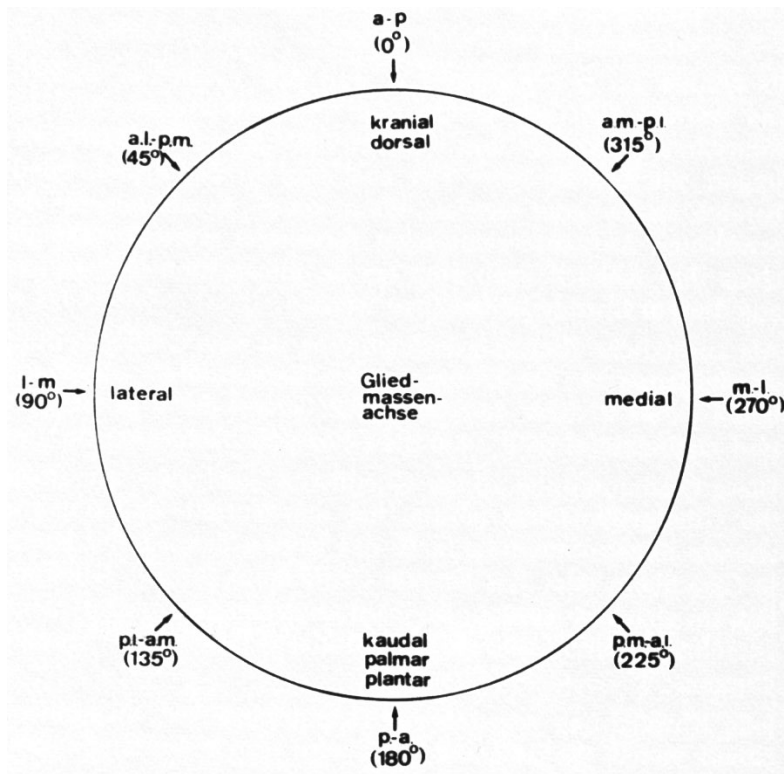 a-p
(0°)
kranial
dorsal
a.l.-p.m.
(45°)
a.m-p.l.
(315°)
l-m
(90°)
lateral
Glied-
massen-
achse
medial
m-l.
(270°)
p.l-a.m.
(135°)
kaudal
palmar
plantar
p.m-a.l.
(225°)
p.-a.
(180°)